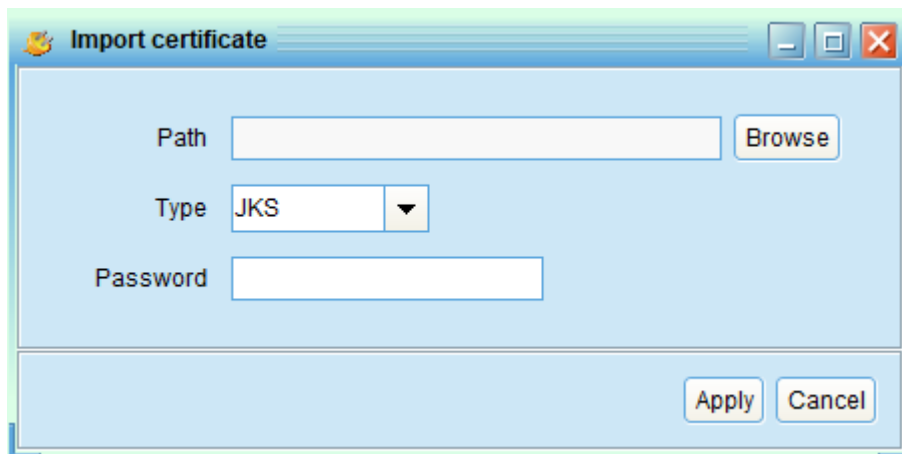 Import certificate
Path Browse
Type JKS
Password
Apply Cancel